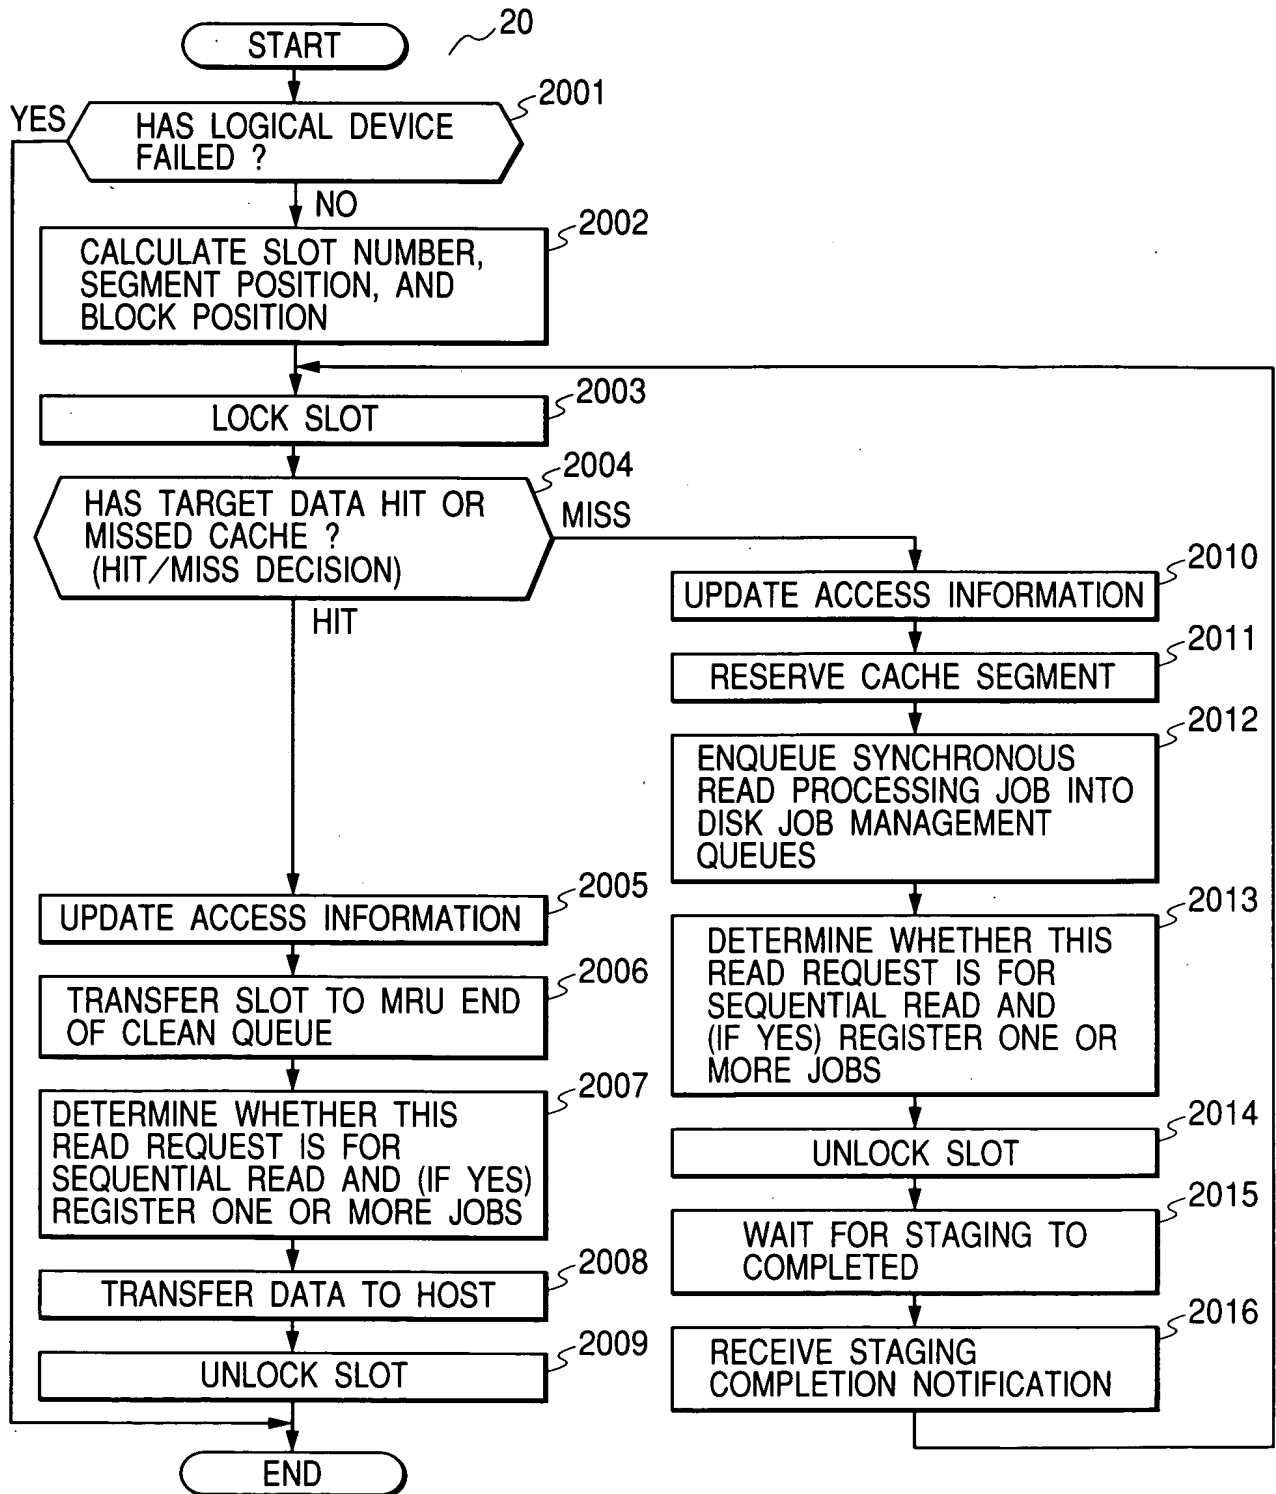 START
20
2001
YES
HAS LOGICAL DEVICE
FAILED ?
NO
2002
CALCULATE SLOT NUMBER,
SEGMENT POSITION, AND
BLOCK POSITION
2003
LOCK SLOT
2004
HAS TARGET DATA HIT OR
MISSED CACHE ?
(HIT/MISS DECISION)
MISS
HIT
2005
UPDATE ACCESS INFORMATION
2006
TRANSFER SLOT TO MRU END
OF CLEAN QUEUE
2007
DETERMINE WHETHER THIS
READ REQUEST IS FOR
SEQUENTIAL READ AND (IF YES)
REGISTER ONE OR MORE JOBS
2008
TRANSFER DATA TO HOST
2009
UNLOCK SLOT
END
2010
UPDATE ACCESS INFORMATION
2011
RESERVE CACHE SEGMENT
2012
ENQUEUE SYNCHRONOUS
READ PROCESSING JOB INTO
DISK JOB MANAGEMENT
QUEUES
2013
DETERMINE WHETHER THIS
READ REQUEST IS FOR
SEQUENTIAL READ AND
(IF YES) REGISTER ONE OR
MORE JOBS
2014
UNLOCK SLOT
2015
WAIT FOR STAGING TO
COMPLETED
2016
RECEIVE STAGING
COMPLETION NOTIFICATION